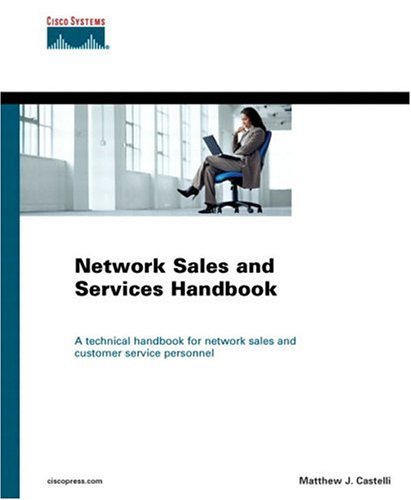 CISCO SYSTEMS
Network Sales and
Services Handbook
A technical handbook for network sales and
customer service personnel
ciscopress.com
Matthew J. Castelli